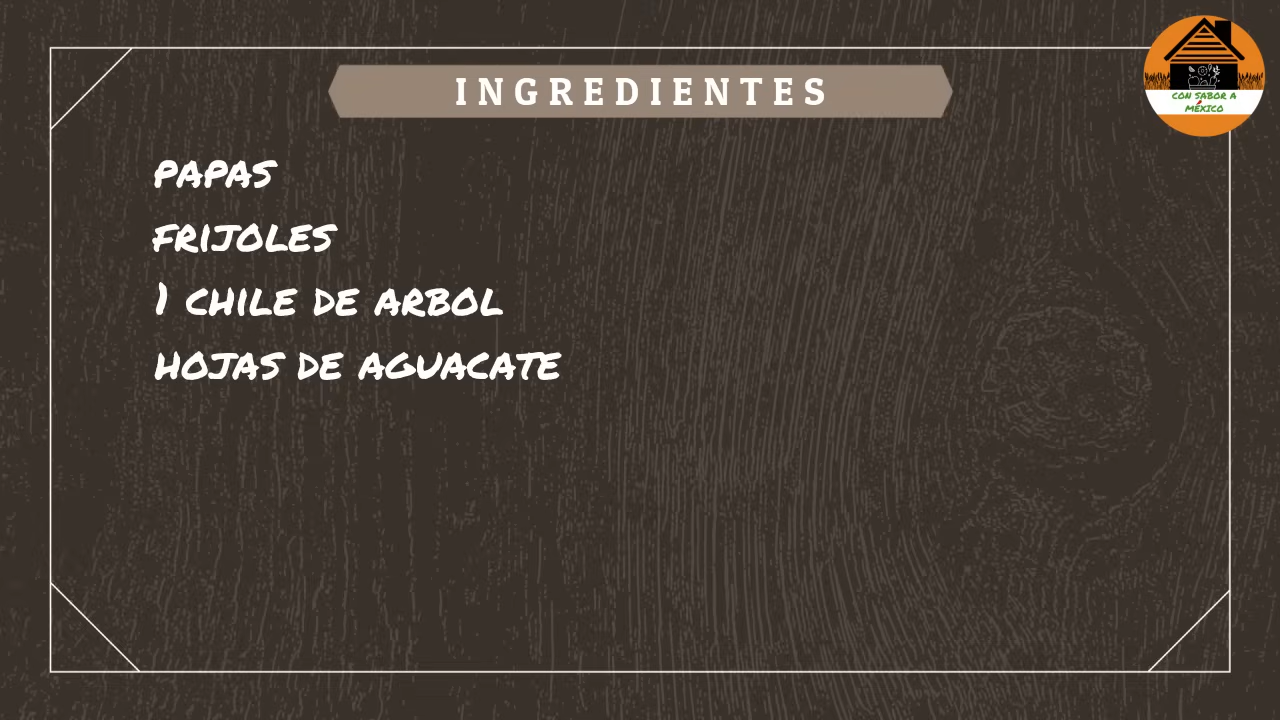 INGREDIENTES
CON SABOR A
MÉXICO
PAPAS
FRIJOLES
1 CHILE DE ARBOL
HOJAS DE AGUACATE